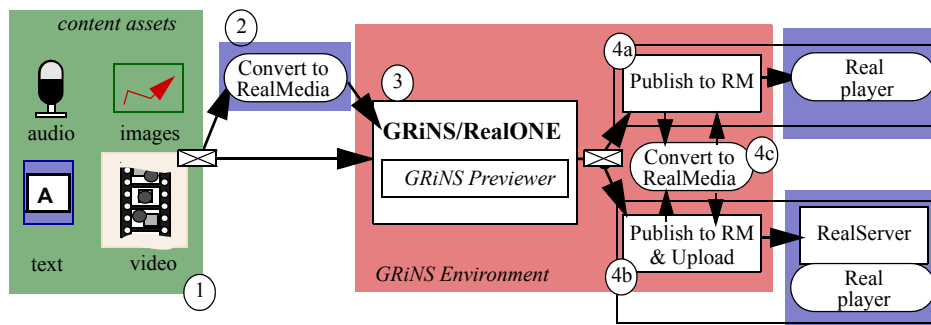 content assets
audio
images
A
text
video
1
2
Convert to
RealMedia
3
GRiNS/RealONE
GRiNS Previewer
GRiNS Environment
4a
Publish to RM
Convert to
RealMedia
4c
Publish to RM
& Upload
4b
Real
player
RealServer
Real
player